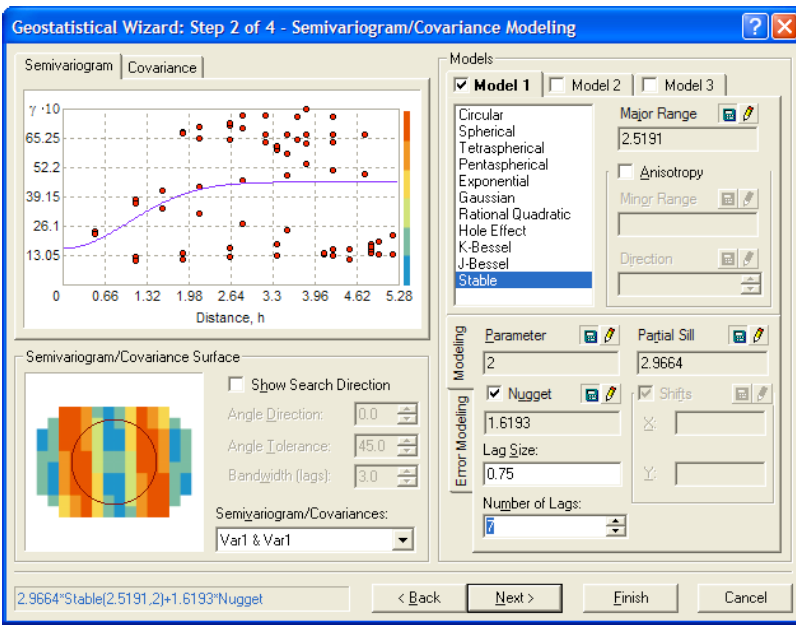 Geostatistical Wizard: Step 2 of 4 - Semivariogram/Covariance Modeling
Semivariogram
Covariance
γ ·10
65.25
52.2
39.15
26.1
13.05
0 0.66 1.32 1.98 2.64 3.3 3.96 4.62 5.28
Distance, h
Semivariogram/Covariance Surface
Show Search Direction
Angle Direction: 0.0
Angle Tolerance: 45.0
Bandwidth (lags): 3.0
Semivariogram/Covariances:
Var1 & Var1
Models
Model 1
Model 2
Model 3
Circular
Spherical
Tetraspherical
Pentaspherical
Exponential
Gaussian
Rational Quadratic
Hole Effect
K-Bessel
J-Bessel
Stable
Major Range
2.5191
Anisotropy
Minor Range
Direction
Modeling
Error Modeling
Parameter
2
Partial Sill
2.9664
Nugget
1.6193
Shifts
X:
Y:
Lag Size:
0.75
Number of Lags:
7
2.9664*Stable(2.5191,2)+1.6193*Nugget
< Back
Next >
Finish
Cancel